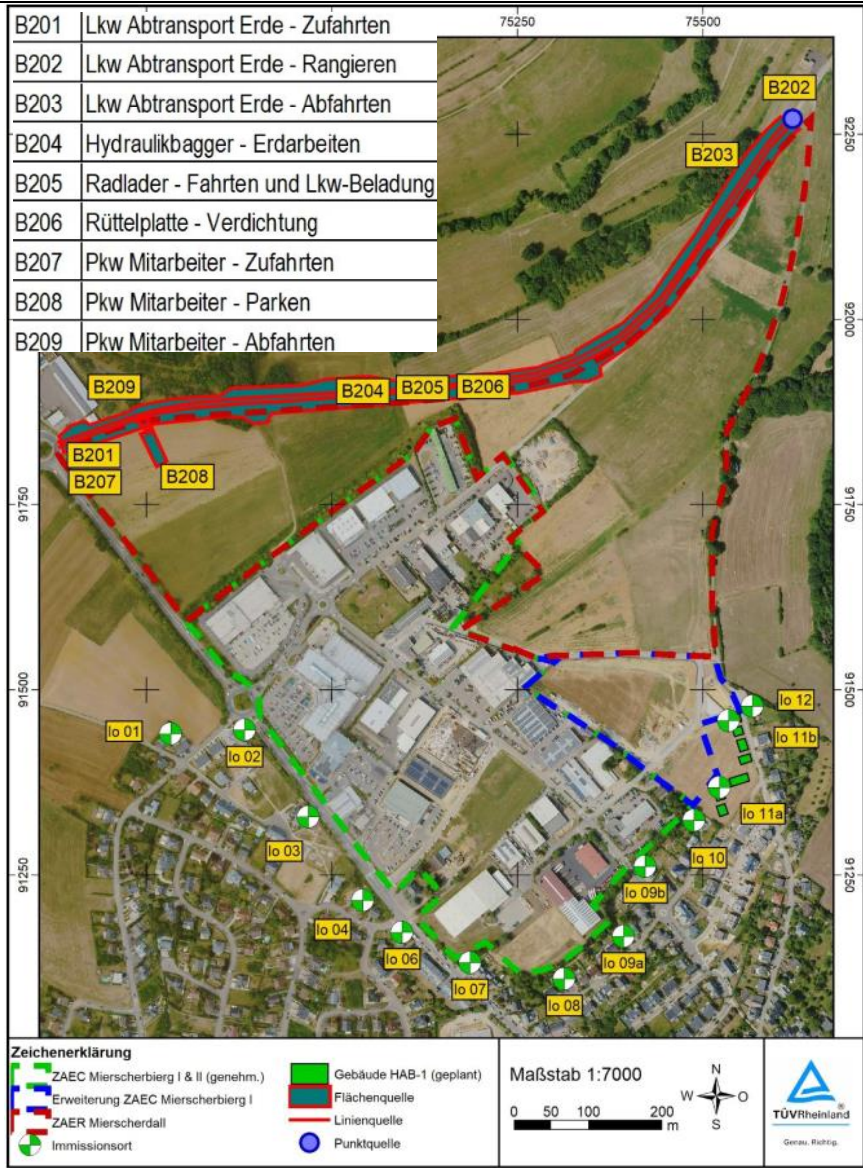 B201 Lkw Abtransport Erde - Zufahrten
B202 Lkw Abtransport Erde - Rangieren
B203 Lkw Abtransport Erde - Abfahrten
B204 Hydraulikbagger - Erdarbeiten
B205 Radlader - Fahrten und Lkw-Beladung
B206 Rüttelplatte - Verdichtung
B207 Pkw Mitarbeiter - Zufahrten
B208 Pkw Mitarbeiter - Parken
B209 Pkw Mitarbeiter - Abfahrten
75250 75500
B202
92250
92250
B203
92000
92000
B209
B204 B205 B206
B201
B207 B208
91750
91750
91500
91500
Io 12
Io 01
Io 02
Io 11b
Io 03
Io 11a
Io 10
91250
91250
Io 09b
Io 04
Io 06
Io 09a
Io 07
Io 08
Zeichenerklärung
ZAEC Mierscherbierg I & II (genehm.)
Erweiterung ZAEC Mierscherbierg I
ZAER Mierscherdall
Immissionsort
Gebäude HAB-1 (geplant)
Flächenquelle
Linienquelle
Punktquelle
Maßstab 1:7000
0 50 100 200
m
N
W O
S
TÜVRheinland®
Genau. Richtig.